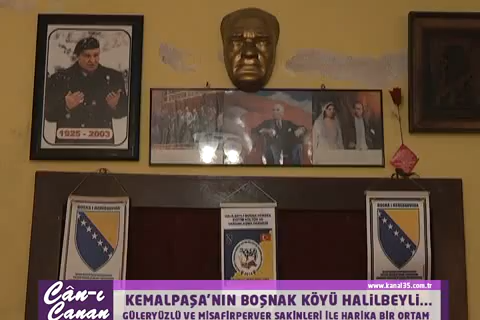 1925 - 2003
BOSNA I HERCEGOVINA
BOSNA I HERCEGOVINA
www.kanal35.com.tr
Cân-ı
Canan
KEMALPAŞA'NIN BOŞNAK KÖYÜ HALİLBEYLİ...
GÜLERYÜZLÜ VE MİSAFİRPERVER SAKİNLERİ İLE HARİKA BİR ORTAM